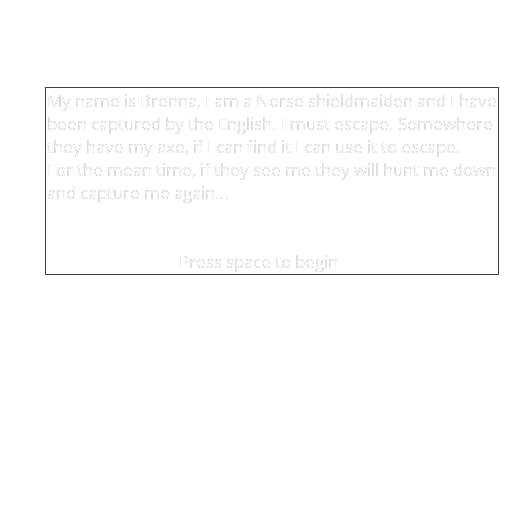 My name is Brenna, I am a Norse shieldmaiden and I have
been captured by the English. I must escape. Somewhere
they have my axe, if I can find it I can use it to escape.
For the mean time, if they see me they will hunt me down
and capture me again...
Press space to begin